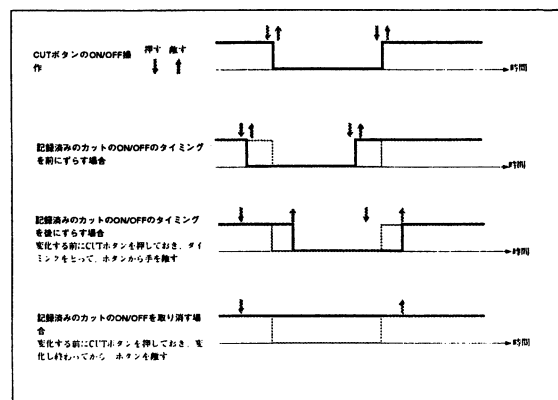 CUTボタンのON/OFF操
作
押す 離す
時間
記録済みのカットのON/OFFのタイミング
を前にずらす場合
時間
記録済みのカットのON/OFFのタイミング
を後にずらす場合
変化する前にCUTボタンを押しておき、タイ
ミングをとって、ボタンから手を離す
時間
記録済みのカットのON/OFFを取り消す場
合
変化する前にCUTボタンを押しておき、変
化し終わってから ボタンを離す
時間